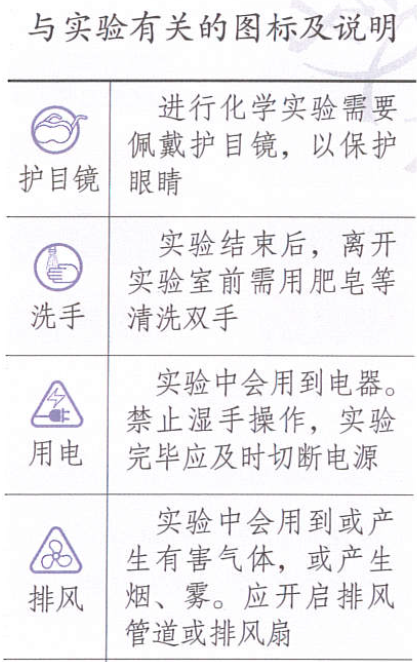 与实验有关的图标及说明
进行化学实验需要
佩戴护目镜，以保护
眼睛
护目镜
实验结束后，离开
实验室前需用肥皂等
清洗双手
洗手
实验中会用到电器。
禁止湿手操作，实验
完毕应及时切断电源
用电
实验中会用到或产
生有害气体，或产生
烟、雾。应开启排风
管道或排风扇
排风